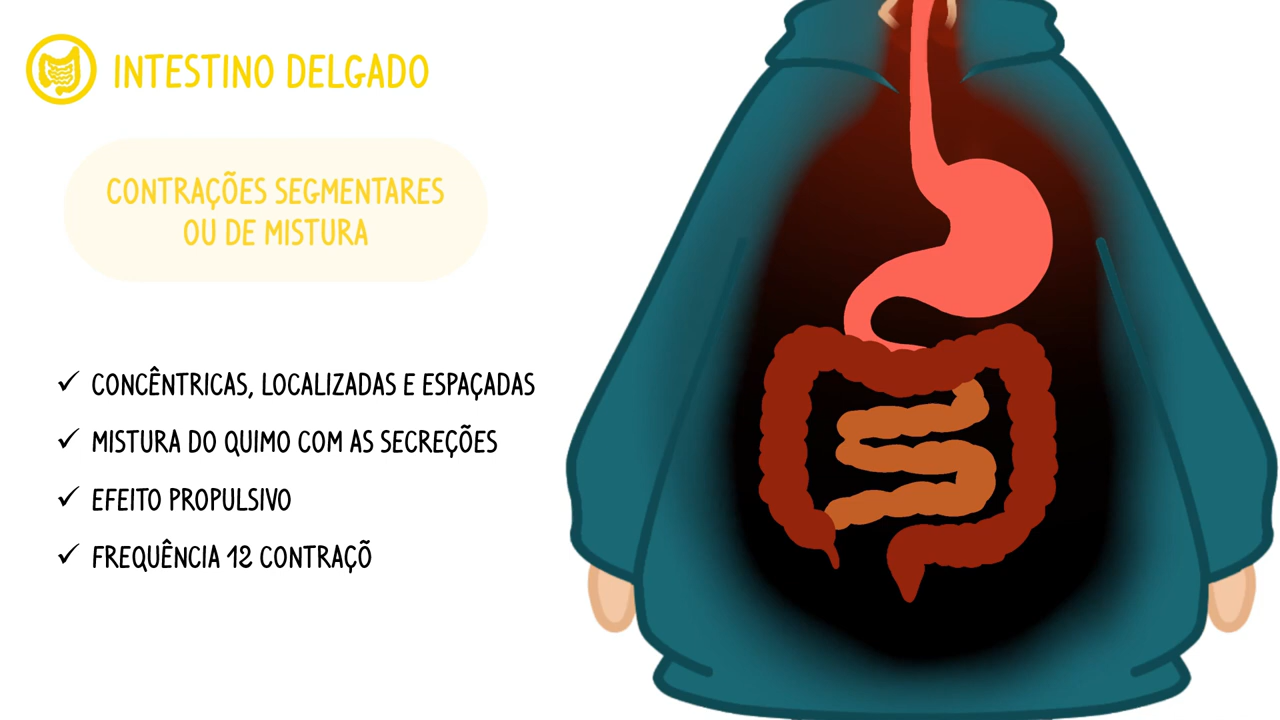 INTESTINO DELGADO
CONTRAÇÕES SEGMENTARES
OU DE MISTURA
✓ CONCÊNTRICAS, LOCALIZADAS E ESPAÇADAS
✓ MISTURA DO QUIMO COM AS SECREÇÕES
✓ EFEITO PROPULSIVO
✓ FREQUÊNCIA 12 CONTRAÇÕ